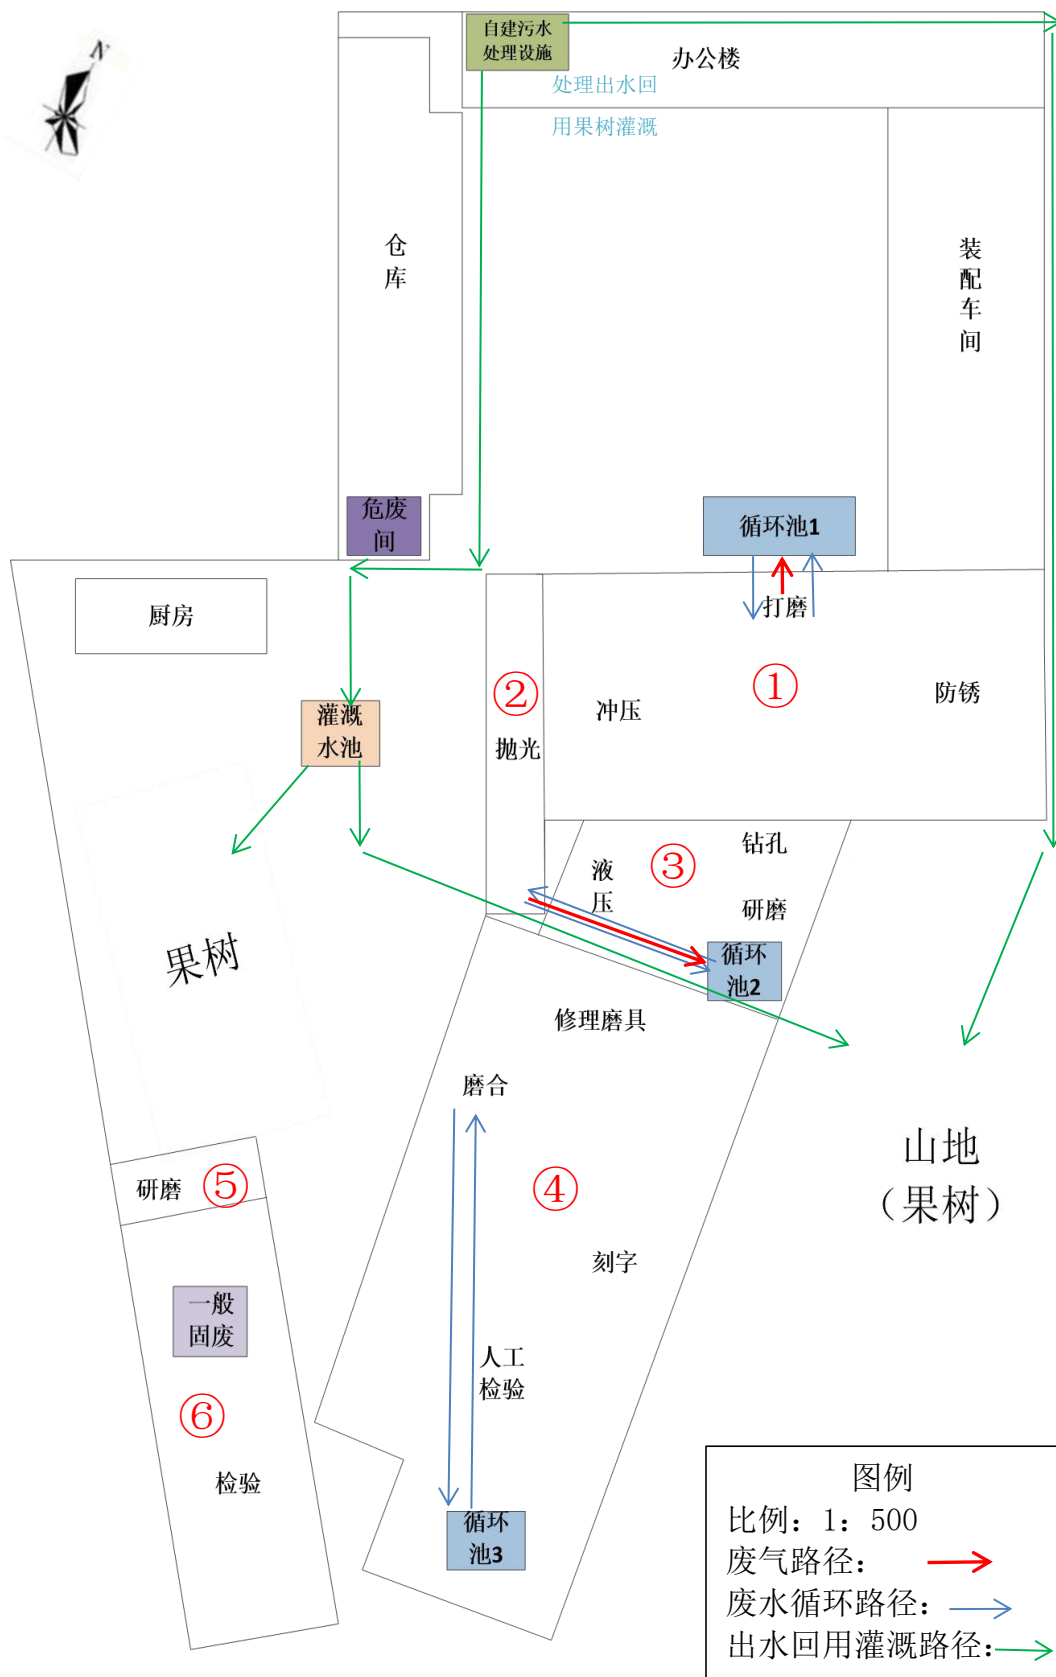 N
自建污水
处理设施
办公楼
处理出水回
用果树灌溉
仓
库
装
配
车
间
危废
间
循环池1
厨房
打磨
①
②
冲压
防锈
灌溉
水池
抛光
钻孔
③
液
压
研磨
循环
池2
果树
修理磨具
磨合
山地
（果树）
研磨
⑤
④
刻字
一般
固废
人工
检验
⑥
检验
循环
池3
图例
比例：1：500
废气路径：
废水循环路径：
出水回用灌溉路径：